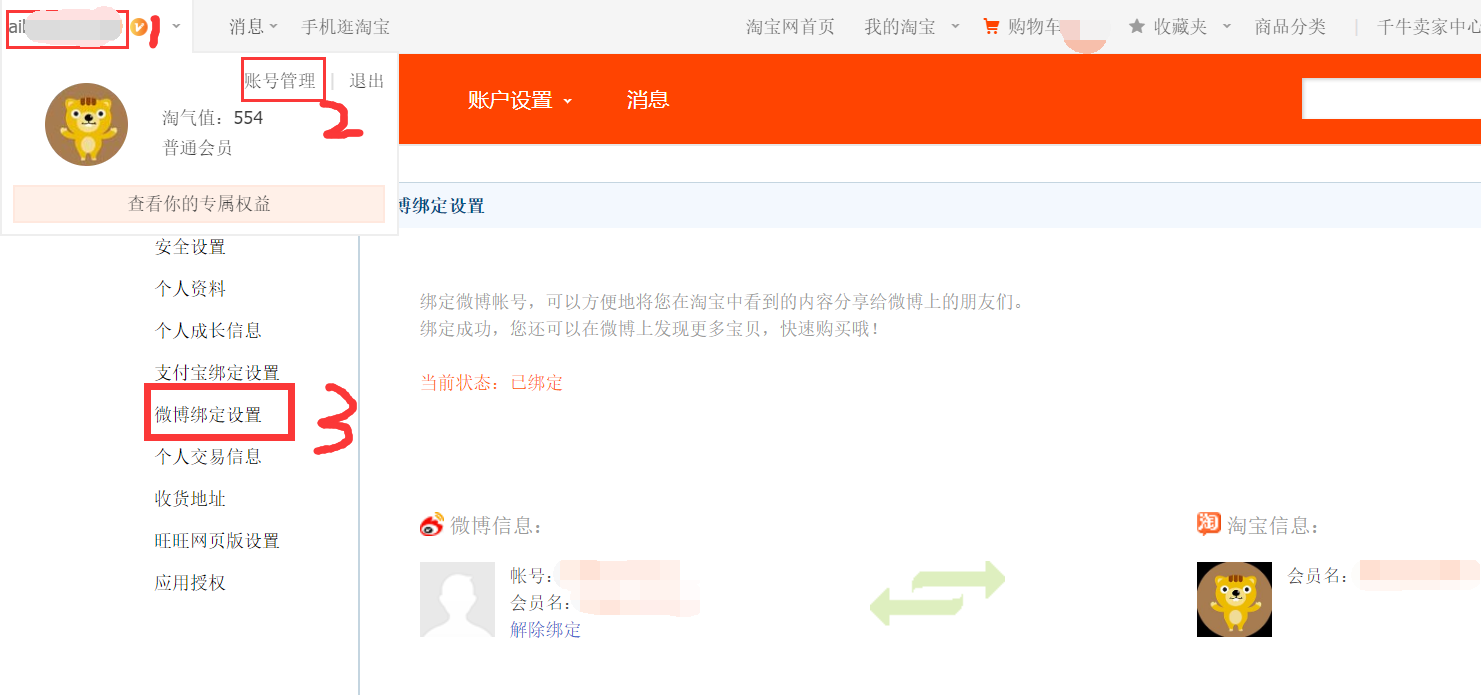 ai
1
消息
手机逛淘宝
淘宝网首页
我的淘宝
购物车
收藏夹
商品分类
千牛卖家中心
账号管理
退出
2
淘气值：554
普通会员
查看你的专属权益
账户设置
消息
博绑定设置
安全设置
个人资料
个人成长信息
支付宝绑定设置
微博绑定设置
3
个人交易信息
收货地址
旺旺网页版设置
应用授权
绑定微博帐号，可以方便地将您在淘宝中看到的内容分享给微博上的朋友们。
绑定成功，您还可以在微博上发现更多宝贝，快速购买哦！
当前状态：已绑定
微博信息：
帐号：
会员名：
解除绑定
淘
淘宝信息：
会员名：